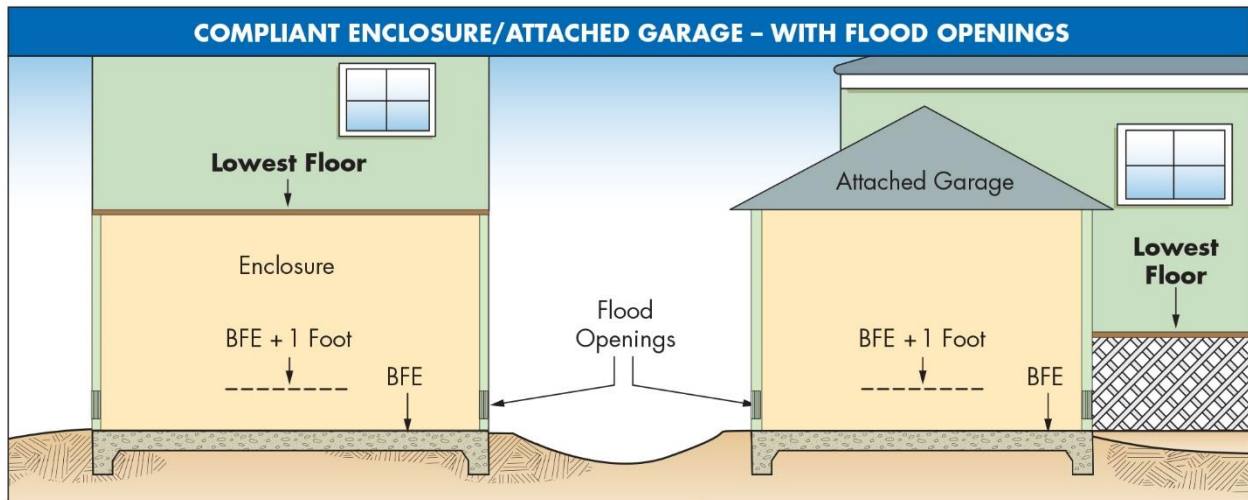 COMPLIANT ENCLOSURE/ATTACHED GARAGE – WITH FLOOD OPENINGS
Lowest Floor
Enclosure
BFE + 1 Foot
BFE
Flood
Openings
Attached Garage
BFE + 1 Foot
BFE
Lowest
Floor